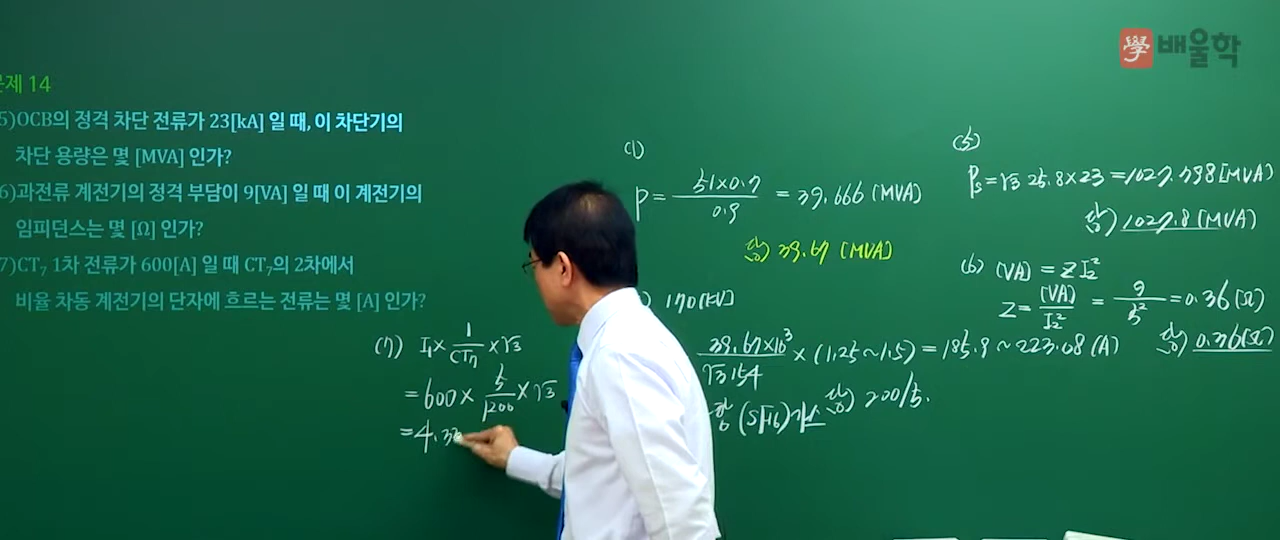 學 배울학
문제 14
5)OCB의 정격 차단 전류가 23[kA] 일 때, 이 차단기의
차단 용량은 몇 [MVA] 인가?
6)과전류 계전기의 정격 부담이 9[VA] 일 때 이 계전기의
임피던스는 몇 [Ω] 인가?
7)CT₇ 1차 전류가 600[A] 일 때 CT₇의 2차에서
비율 차동 계전기의 단자에 흐르는 전류는 몇 [A] 인가?
(7) I₁ × 1/CT₇ × √3
= 600 × 5/1200 × √3
= 4.33
(1)
P = 51×0.7/0.9 = 39.666 (MVA)
답) 39.67 (MVA)
) 170[kV]
39.67×10³/√3 154 × (1.25~1.5) = 185.9 ~ 223.08 (A)
답) 200/5.
(SF₆) 가스
(5)
Pₛ = √3 25.8×23 = 1027.798[MVA]
답) 1027.8 (MVA)
(6) [VA] = Z I₂²
Z = [VA]/I₂² = 9/5² = 0.36(Ω)
답) 0.36(Ω)